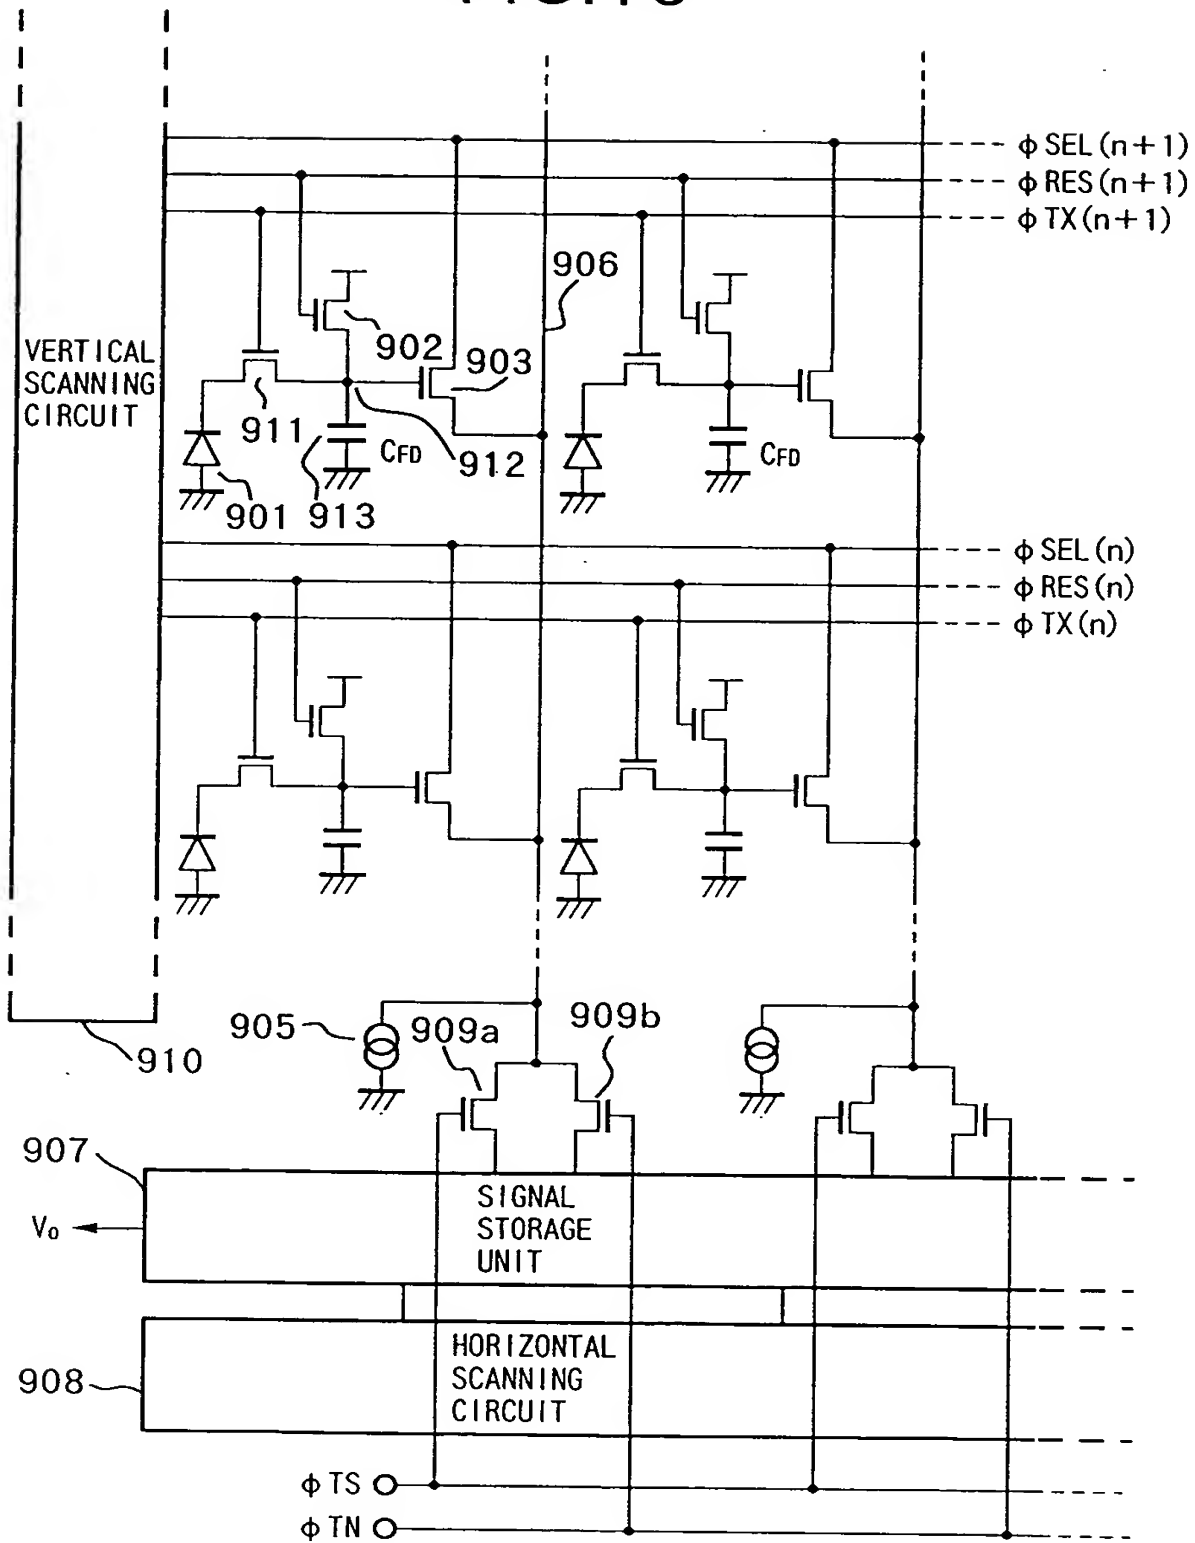 φSEL(n+1)
φRES(n+1)
φTX(n+1)
906
902
903
VERTICAL
SCANNING
CIRCUIT
911
CFD
912
CFD
901
913
φSEL(n)
φRES(n)
φTX(n)
905
909a
909b
910
907
SIGNAL
STORAGE
UNIT
Vo
HORIZONTAL
SCANNING
CIRCUIT
908
φTS
φTN